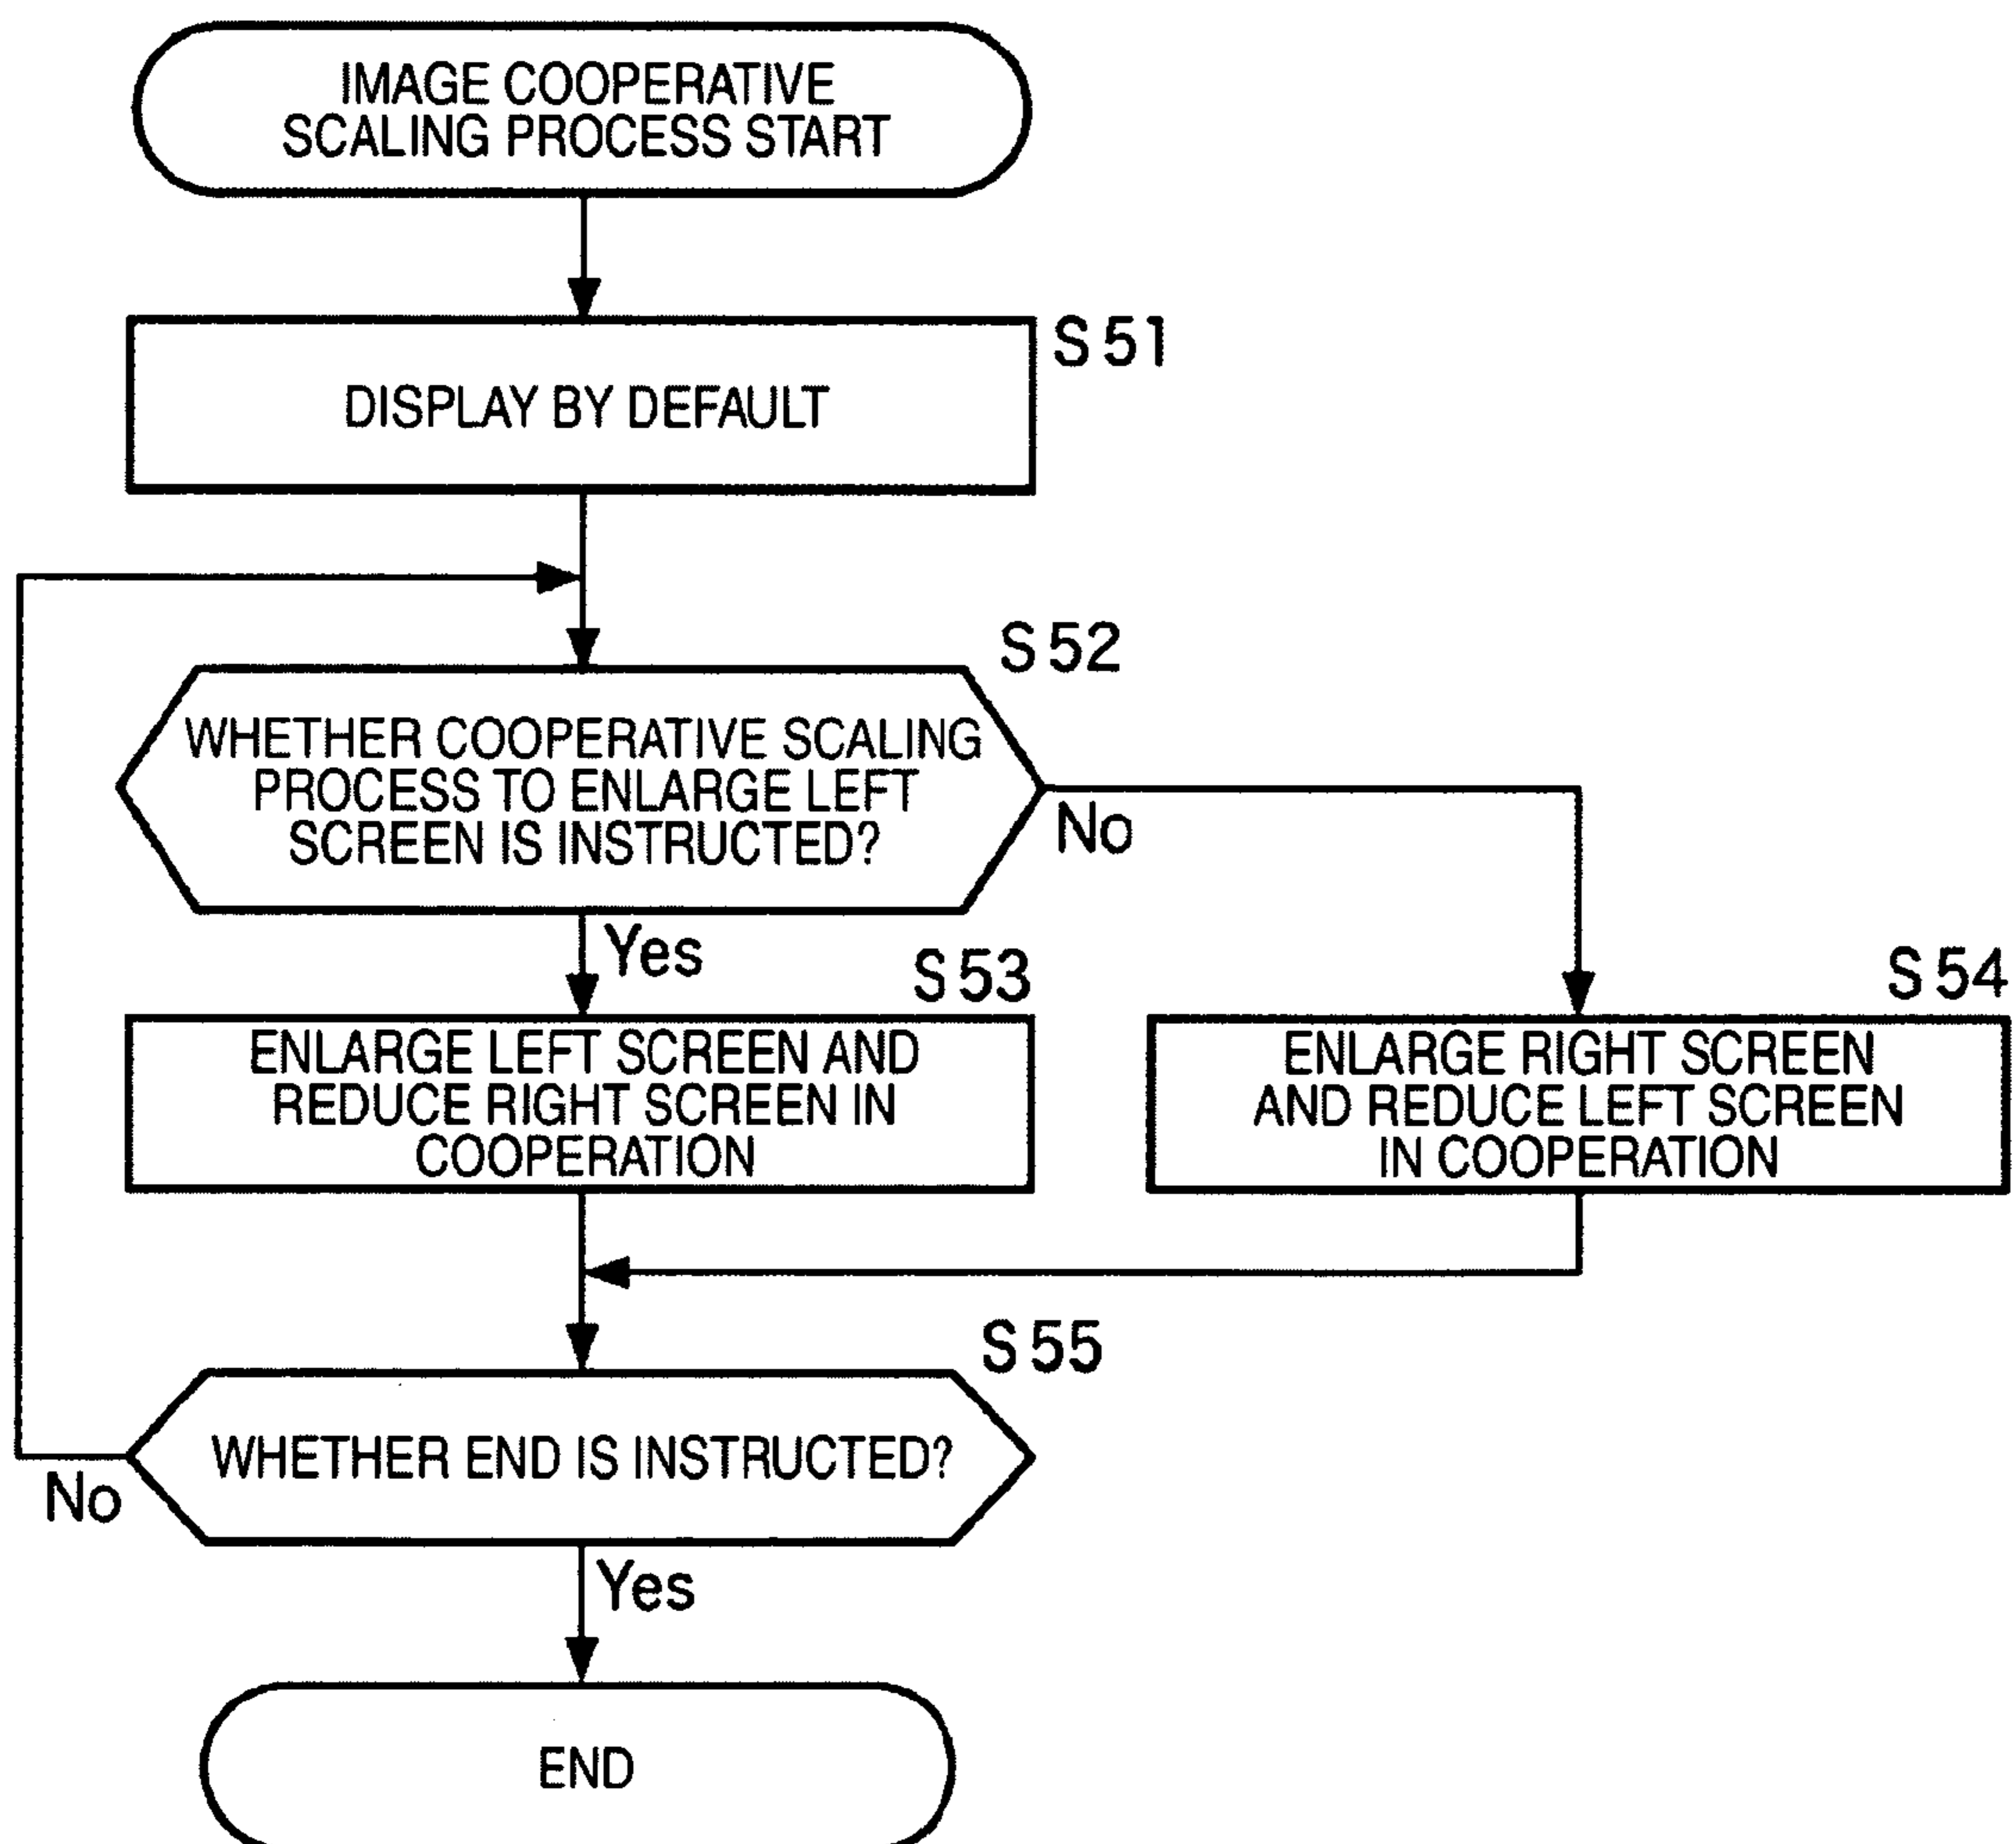 IMAGE COOPERATIVE
SCALING PROCESS START
S51
DISPLAY BY DEFAULT
S52
WHETHER COOPERATIVE SCALING
PROCESS TO ENLARGE LEFT
SCREEN IS INSTRUCTED?
No
Yes
S53
ENLARGE LEFT SCREEN AND
REDUCE RIGHT SCREEN IN
COOPERATION
S54
ENLARGE RIGHT SCREEN
AND REDUCE LEFT SCREEN
IN COOPERATION
S55
WHETHER END IS INSTRUCTED?
No
Yes
END